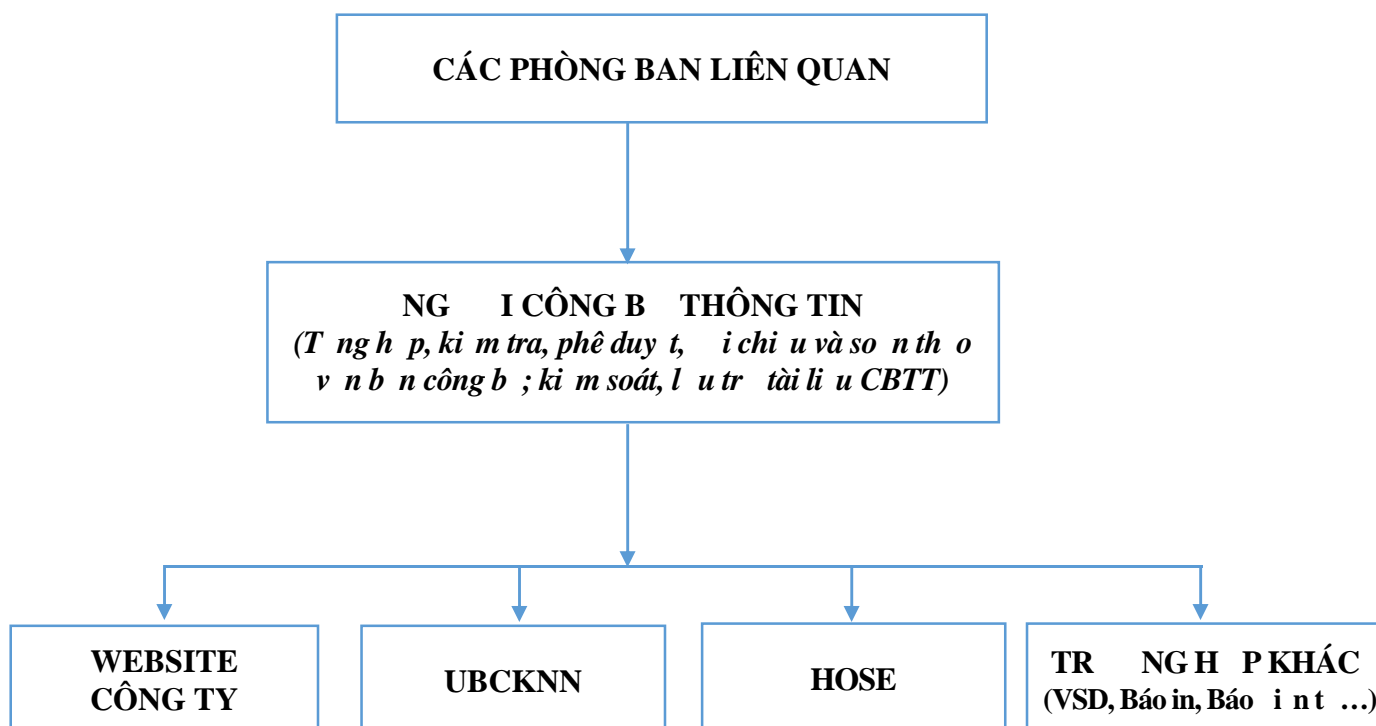 CÁC PHÒNG BAN LIÊN QUAN
NG I CÔNG B THÔNG TIN
(T ng h p, ki m tra, phê duy t, i chi u và so n th o
v n b n công b ; ki m soát, l u tr tài li u CBTT)
WEBSITE
CÔNG TY
UBCKNN
HOSE
TR NG H P KHÁC
(VSD, Báo in, Báo i n t …)